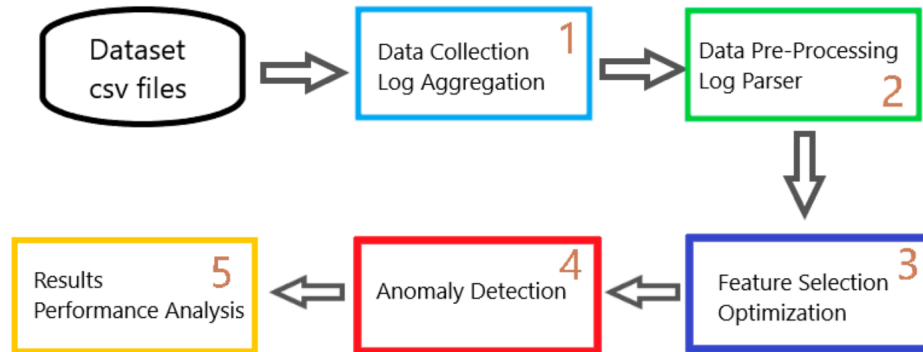 Dataset
csv files
1
Data Collection
Log Aggregation
Data Pre-Processing
Log Parser
2
3
Feature Selection
Optimization
4
Anomaly Detection
5
Results
Performance Analysis